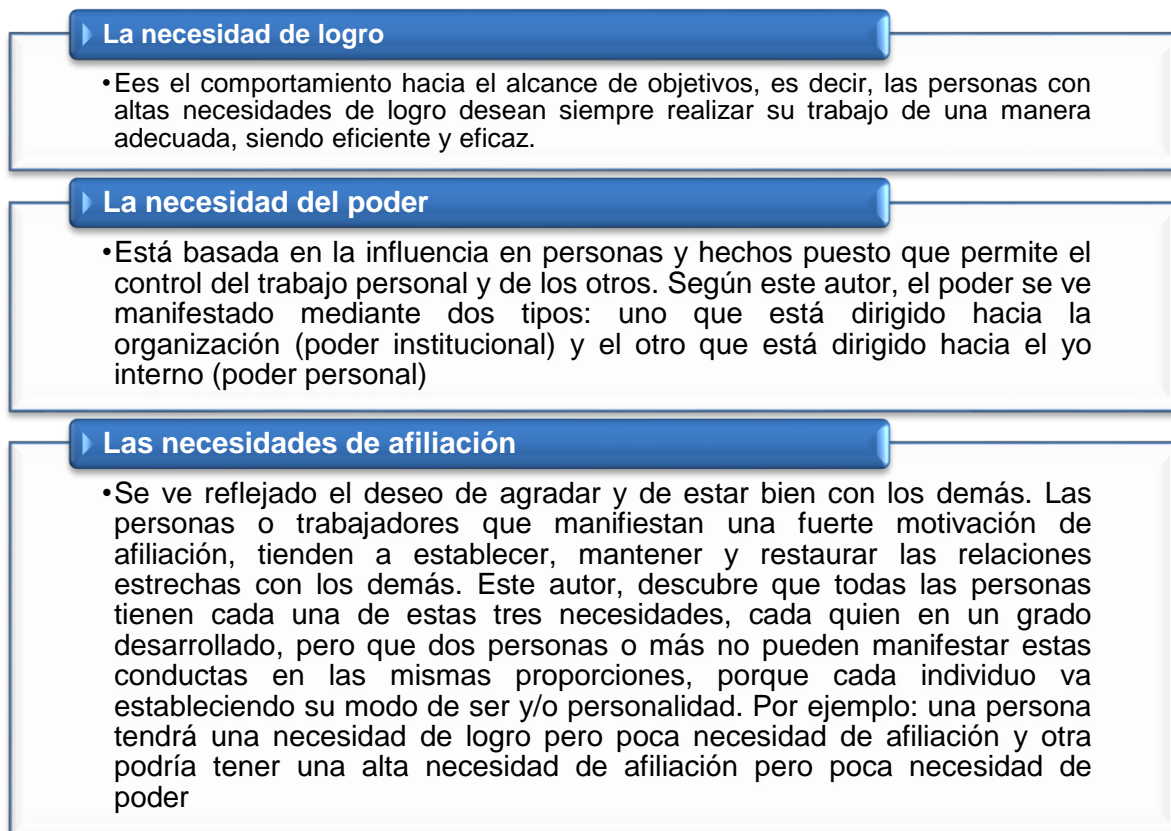 La necesidad de logro
•Ees el comportamiento hacia el alcance de objetivos, es decir, las personas con
altas necesidades de logro desean siempre realizar su trabajo de una manera
adecuada, siendo eficiente y eficaz.
La necesidad del poder
•Está basada en la influencia en personas y hechos puesto que permite el
control del trabajo personal y de los otros. Según este autor, el poder se ve
manifestado mediante dos tipos: uno que está dirigido hacia la
organización (poder institucional) y el otro que está dirigido hacia el yo
interno (poder personal)
Las necesidades de afiliación
•Se ve reflejado el deseo de agradar y de estar bien con los demás. Las
personas o trabajadores que manifiestan una fuerte motivación de
afiliación, tienden a establecer, mantener y restaurar las relaciones
estrechas con los demás. Este autor, descubre que todas las personas
tienen cada una de estas tres necesidades, cada quien en un grado
desarrollado, pero que dos personas o más no pueden manifestar estas
conductas en las mismas proporciones, porque cada individuo va
estableciendo su modo de ser y/o personalidad. Por ejemplo: una persona
tendrá una necesidad de logro pero poca necesidad de afiliación y otra
podría tener una alta necesidad de afiliación pero poca necesidad de
poder